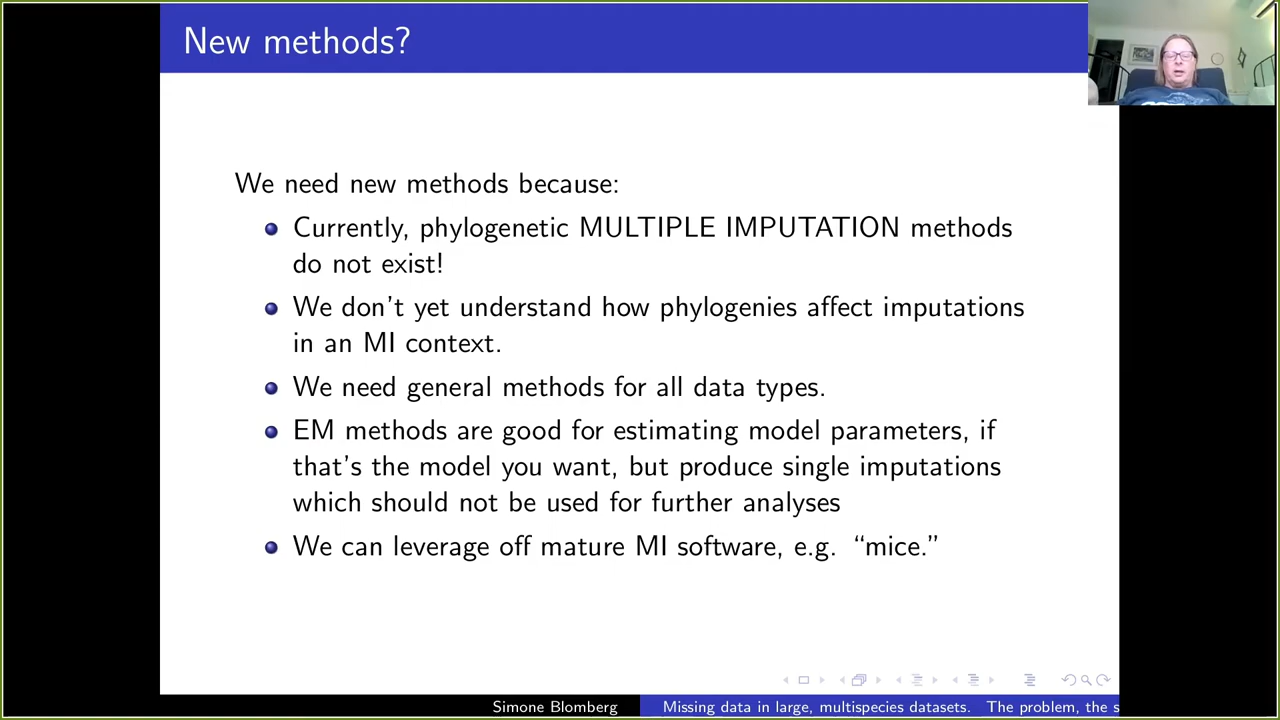 New methods?
We need new methods because:
Currently, phylogenetic MULTIPLE IMPUTATION methods
do not exist!
We don't yet understand how phylogenies affect imputations
in an MI context.
We need general methods for all data types.
EM methods are good for estimating model parameters, if
that's the model you want, but produce single imputations
which should not be used for further analyses
We can leverage off mature MI software, e.g. “mice.”
Simone Blomberg
Missing data in large, multispecies datasets. The problem, the s